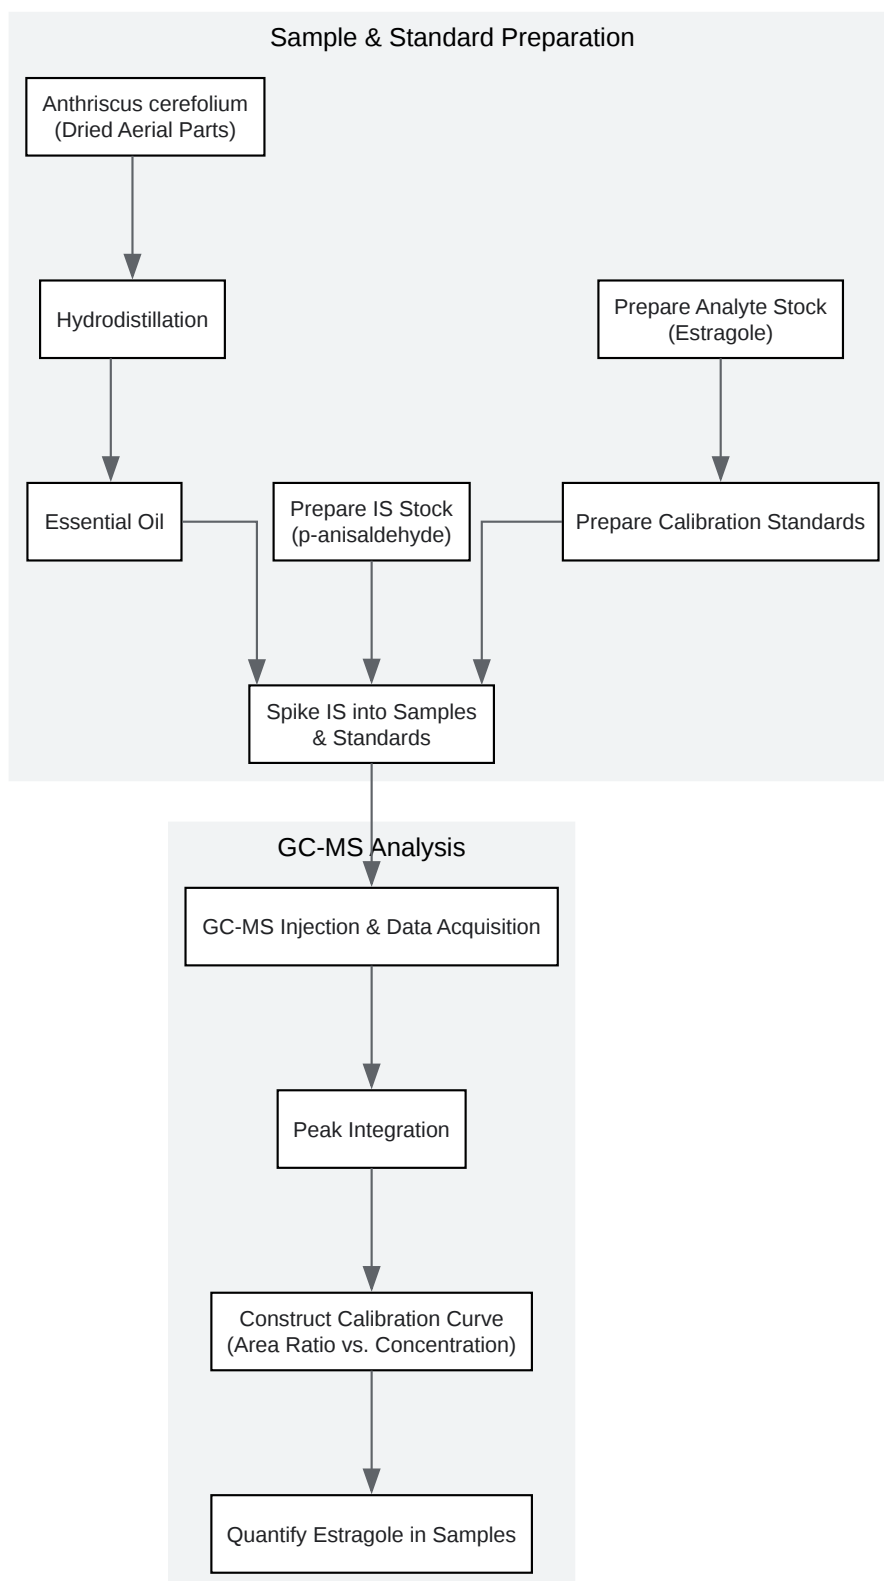 Sample & Standard Preparation
Anthriscus cerefolium
(Dried Aerial Parts)
Hydrodistillation
Prepare Analyte Stock
(Estragole)
Essential Oil
Prepare IS Stock
(p-anisaldehyde)
Prepare Calibration Standards
Spike IS into Samples
& Standards
GC-MS Analysis
GC-MS Injection & Data Acquisition
Peak Integration
Construct Calibration Curve
(Area Ratio vs. Concentration)
Quantify Estragole in Samples